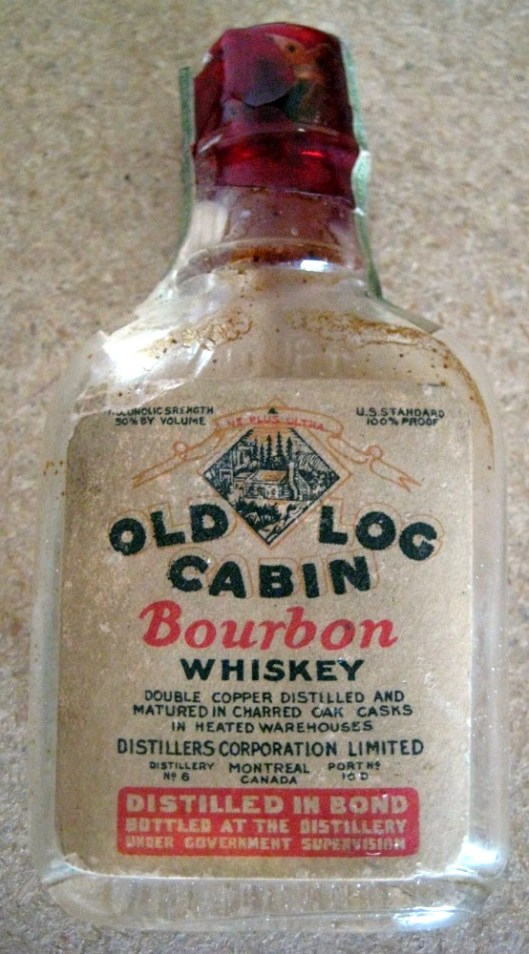 ALCOHOLIC SRENGTH
50% BY VOLUME
NE PLUS ULTRA
U.S. STANDARD
100% PROOF
OLD LOG
CABIN
Bourbon
WHISKEY
DOUBLE COPPER DISTILLED AND
MATURED IN CHARRED OAK CASKS
IN HEATED WAREHOUSES
DISTILLERS CORPORATION LIMITED
DISTILLERY
Nº 6
MONTREAL
CANADA
PORT Nº
10 D
DISTILLED IN BOND
BOTTLED AT THE DISTILLERY
UNDER GOVERNMENT SUPERVISION